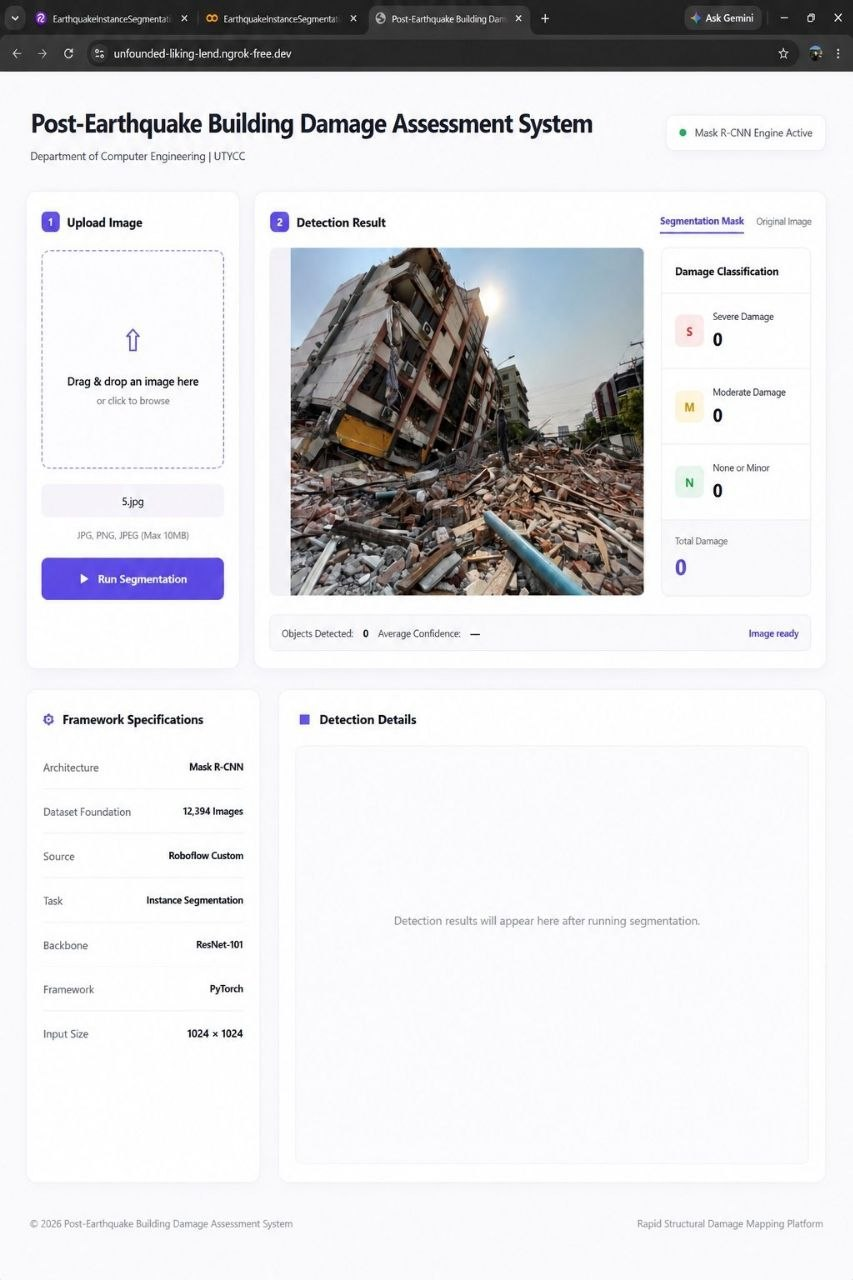 EarthquakeInstanceSegmentati
EarthquakeInstanceSegmentat
Post-Earthquake Building Dam
Ask Gemini
unfounded-liking-lend.ngrok-free.dev
Post-Earthquake Building Damage Assessment System
Department of Computer Engineering | UTYCC
Mask R-CNN Engine Active
1 Upload Image
Drag & drop an image here
or click to browse
5.jpg
JPG, PNG, JPEG (Max 10MB)
Run Segmentation
2 Detection Result
Segmentation Mask Original Image
Damage Classification
S Severe Damage
0
M Moderate Damage
0
N None or Minor
0
Total Damage
0
Objects Detected: 0 Average Confidence: — Image ready
Framework Specifications
Architecture Mask R-CNN
Dataset Foundation 12,394 Images
Source Roboflow Custom
Task Instance Segmentation
Backbone ResNet-101
Framework PyTorch
Input Size 1024 × 1024
Detection Details
Detection results will appear here after running segmentation.
© 2026 Post-Earthquake Building Damage Assessment System
Rapid Structural Damage Mapping Platform